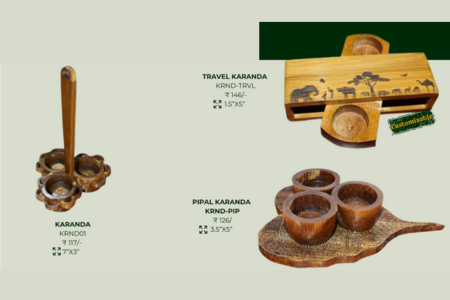 TRAVEL KARANDA
KRND-TRVL
₹ 146/-
1.5"X5"
Customisable
PIPAL KARANDA
KRND-PIP
₹ 126/
3.5"X5"
KARANDA
KRND01
₹ 117/-
7"X3"